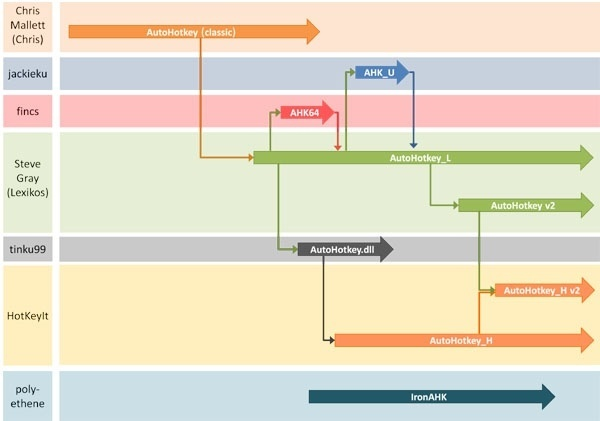 Chris
Mallett
(Chris)
AutoHotkey (classic)
jackieku
AHK_U
fincs
AHK64
Steve
Gray
(Lexikos)
AutoHotkey_L
AutoHotkey v2
tinku99
AutoHotkey.dll
HotKeyIt
AutoHotkey_H v2
AutoHotkey_H
poly-
ethene
IronAHK